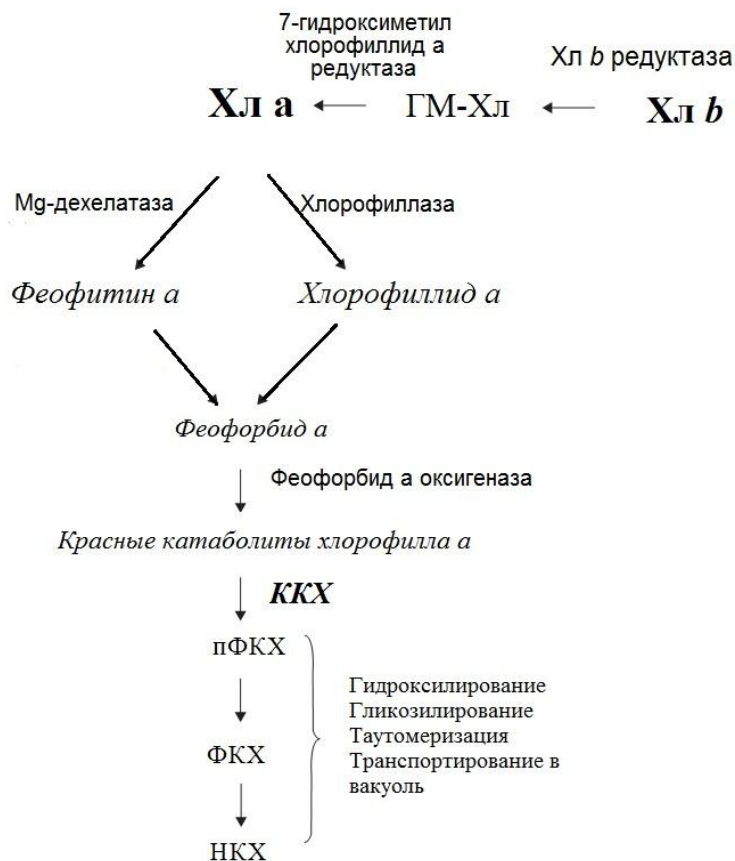 7-гидроксиметил
хлорофиллид а
редуктаза
Хл b редуктаза
Хл а
ГМ-Хл
Хл b
Mg-дехелатаза
Хлорофиллаза
Феофитин а
Хлорофиллид а
Феофорбид а
Феофорбид а оксигеназа
Красные катаболиты хлорофилла а
ККХ
пФКХ
Гидроксилирование
Гликозилирование
Таутомеризация
Транспортирование в
вакуоль
ФКХ
НКХ